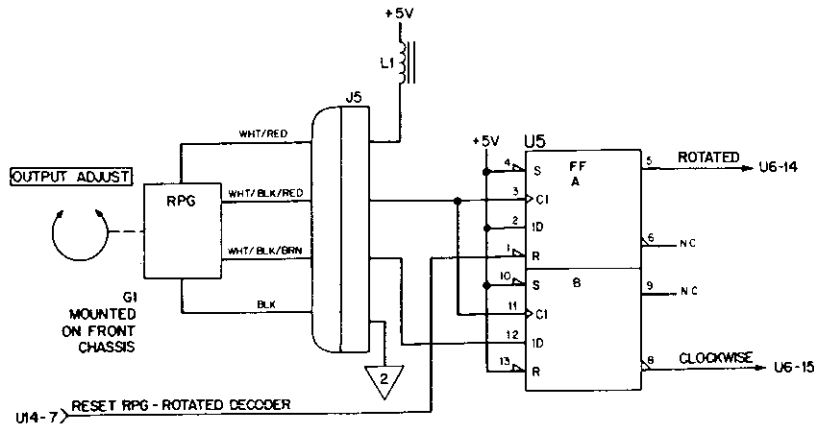 +5V
L1
J5
WHT/RED
+5V
U5
4
S
FF
A
5
ROTATED
U6-14
OUTPUT ADJUST
RPG
WHT/BLK/RED
3
C1
2
1D
WHT/BLK/BRN
1
R
6
NC
10
S
B
9
NC
G1
MOUNTED
ON FRONT
CHASSIS
BLK
11
C1
12
1D
2
13
R
8
CLOCKWISE
U6-15
U14-7
RESET RPG-ROTATED DECODER